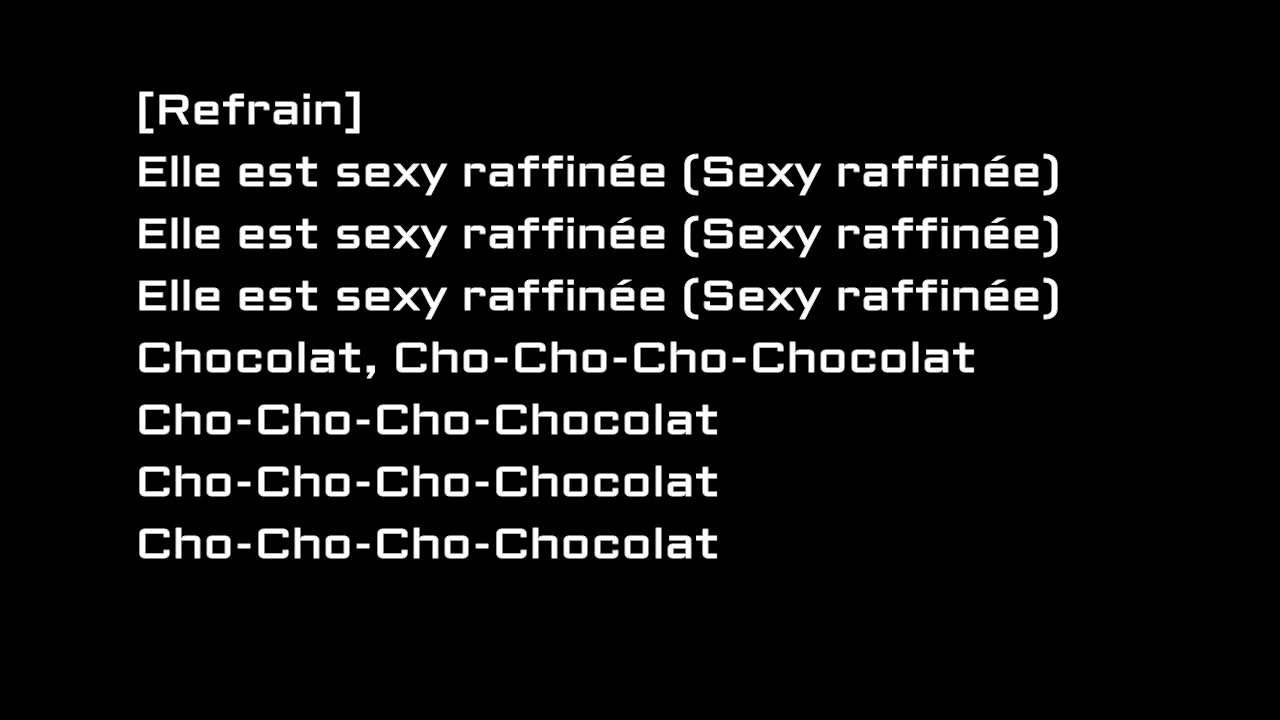 [Refrain]
Elle est sexy raffinée (Sexy raffinée)
Elle est sexy raffinée (Sexy raffinée)
Elle est sexy raffinée (Sexy raffinée)
Chocolat, Cho-Cho-Cho-Chocolat
Cho-Cho-Cho-Chocolat
Cho-Cho-Cho-Chocolat
Cho-Cho-Cho-Chocolat